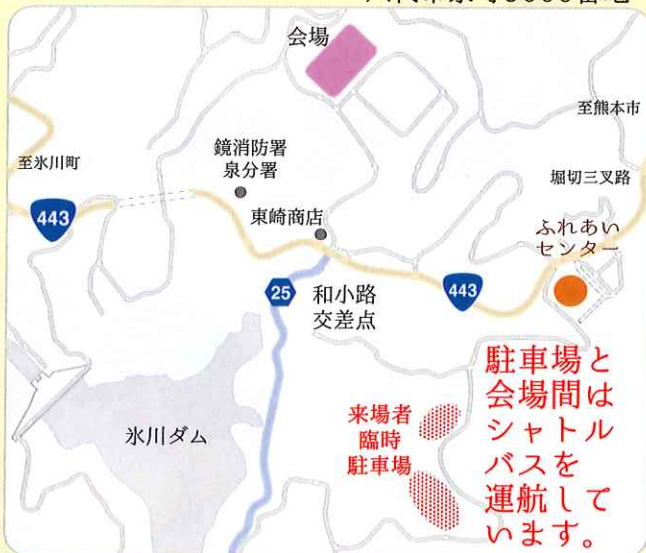 会場
至熊本市
至氷川町
鏡消防署
泉分署
堀切三叉路
443
東崎商店
ふれあい
センター
25
和小路
交差点
443
氷川ダム
来場者
臨時
駐車場
駐車場と
会場間は
シャトル
バスを
運航して
います。